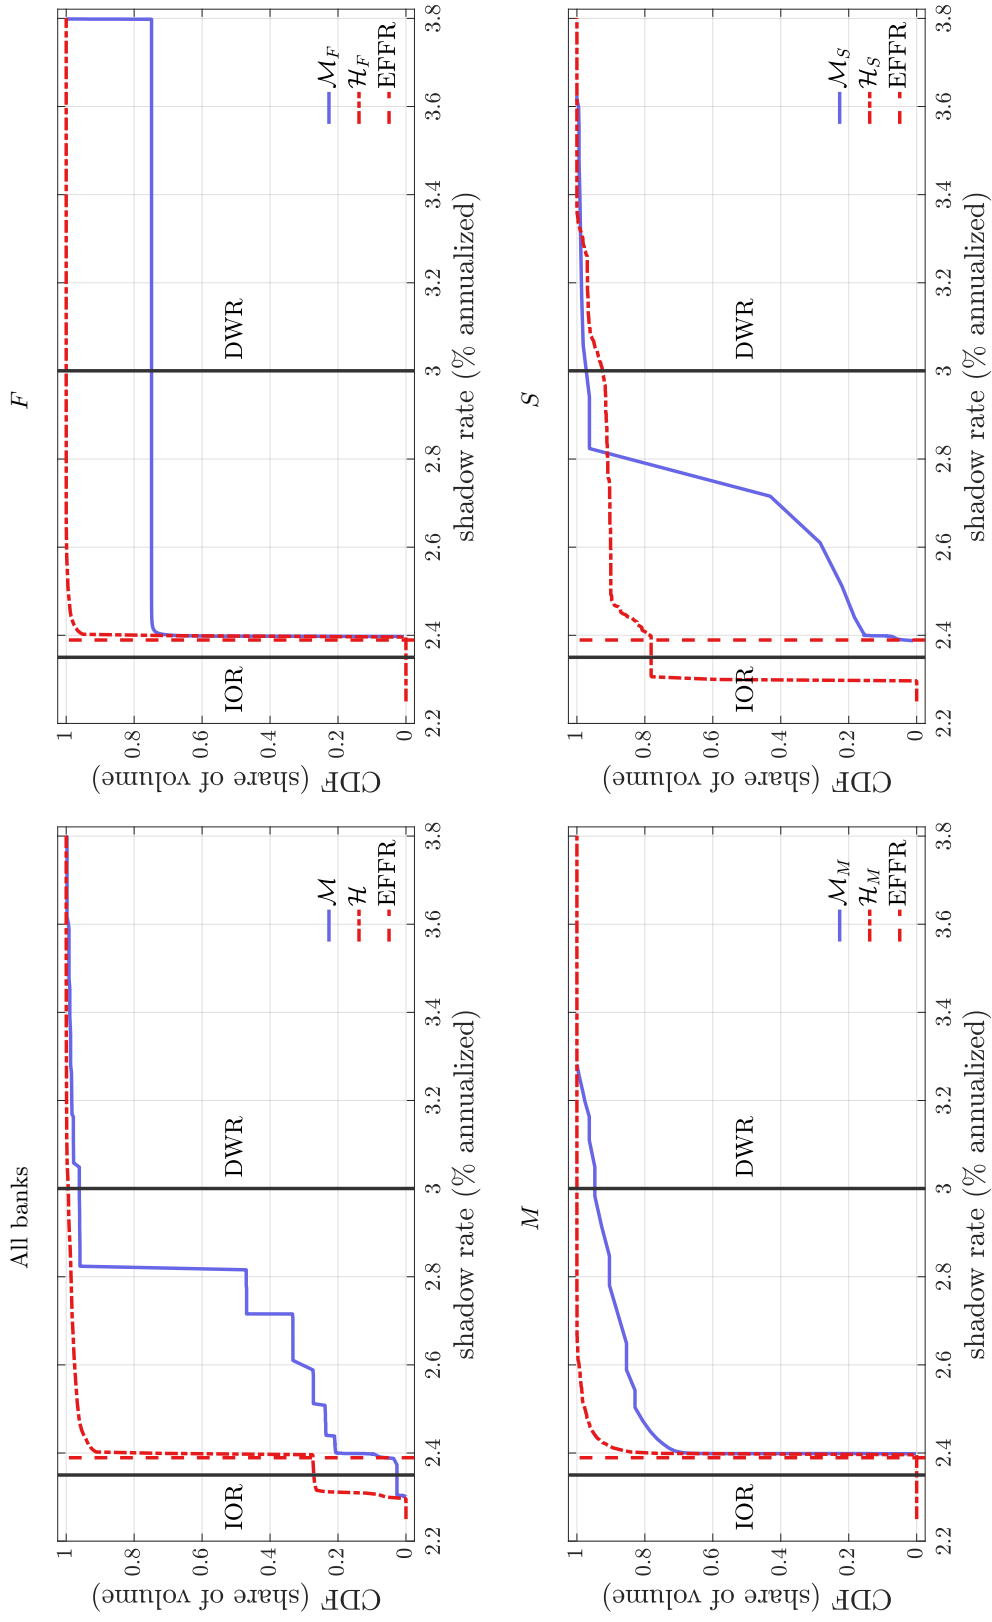 All banks
CDF (share of volume)
1
0.8
0.6
0.4
0.2
0
IOR
DWR
ℳ
ℋ
EFFR
2.2
2.4
2.6
2.8
3
3.2
3.4
3.6
3.8
shadow rate (% annualized)
F
CDF (share of volume)
1
0.8
0.6
0.4
0.2
0
IOR
DWR
ℳ_F
ℋ_F
EFFR
2.2
2.4
2.6
2.8
3
3.2
3.4
3.6
3.8
shadow rate (% annualized)
M
CDF (share of volume)
1
0.8
0.6
0.4
0.2
0
IOR
DWR
ℳ_M
ℋ_M
EFFR
2.2
2.4
2.6
2.8
3
3.2
3.4
3.6
3.8
shadow rate (% annualized)
S
CDF (share of volume)
1
0.8
0.6
0.4
0.2
0
IOR
DWR
ℳ_S
ℋ_S
EFFR
2.2
2.4
2.6
2.8
3
3.2
3.4
3.6
3.8
shadow rate (% annualized)